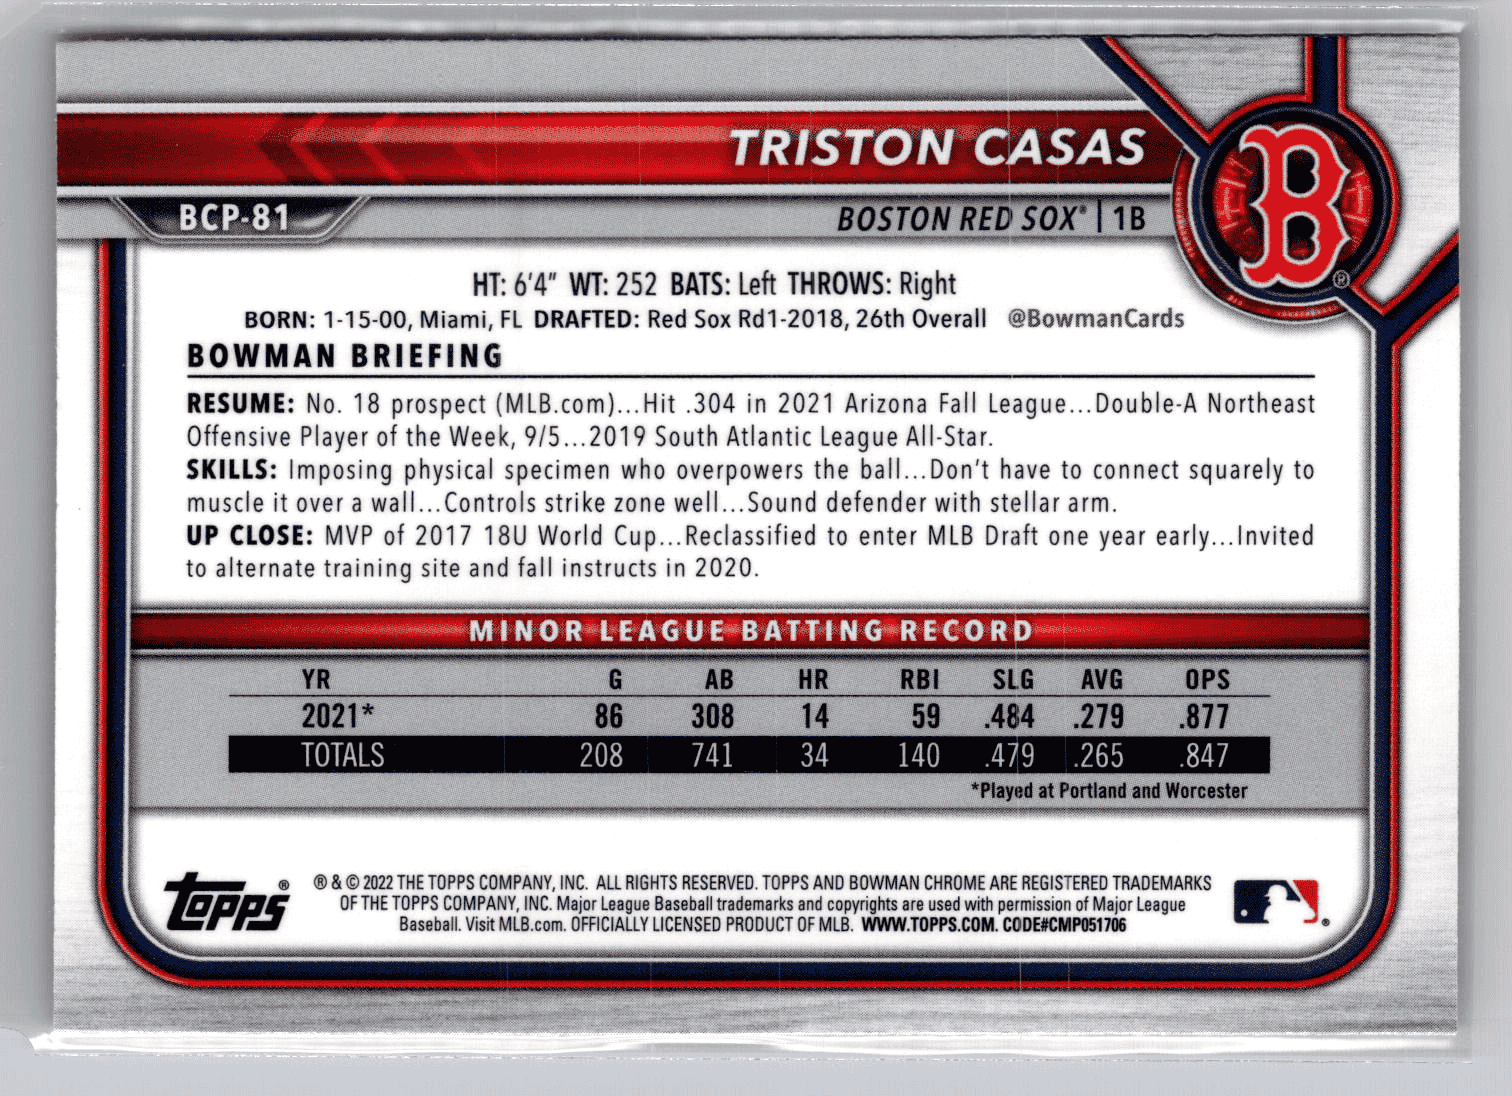 TRISTON CASAS
BCP-81
BOSTON RED SOX® | 1B
B
®
HT: 6'4" WT: 252 BATS: Left THROWS: Right
BORN: 1-15-00, Miami, FL DRAFTED: Red Sox Rd1-2018, 26th Overall @BowmanCards
BOWMAN BRIEFING
RESUME: No. 18 prospect (MLB.com)...Hit .304 in 2021 Arizona Fall League...Double-A Northeast
Offensive Player of the Week, 9/5...2019 South Atlantic League All-Star.
SKILLS: Imposing physical specimen who overpowers the ball...Don't have to connect squarely to
muscle it over a wall...Controls strike zone well...Sound defender with stellar arm.
UP CLOSE: MVP of 2017 18U World Cup...Reclassified to enter MLB Draft one year early...Invited
to alternate training site and fall instructs in 2020.
MINOR LEAGUE BATTING RECORD
YR G AB HR RBI SLG AVG OPS
2021* 86 308 14 59 .484 .279 .877
TOTALS 208 741 34 140 .479 .265 .847
*Played at Portland and Worcester
topps®
® & © 2022 THE TOPPS COMPANY, INC. ALL RIGHTS RESERVED. TOPPS AND BOWMAN CHROME ARE REGISTERED TRADEMARKS
OF THE TOPPS COMPANY, INC. Major League Baseball trademarks and copyrights are used with permission of Major League
Baseball. Visit MLB.com. OFFICIALLY LICENSED PRODUCT OF MLB. WWW.TOPPS.COM. CODE#CMP051706
®